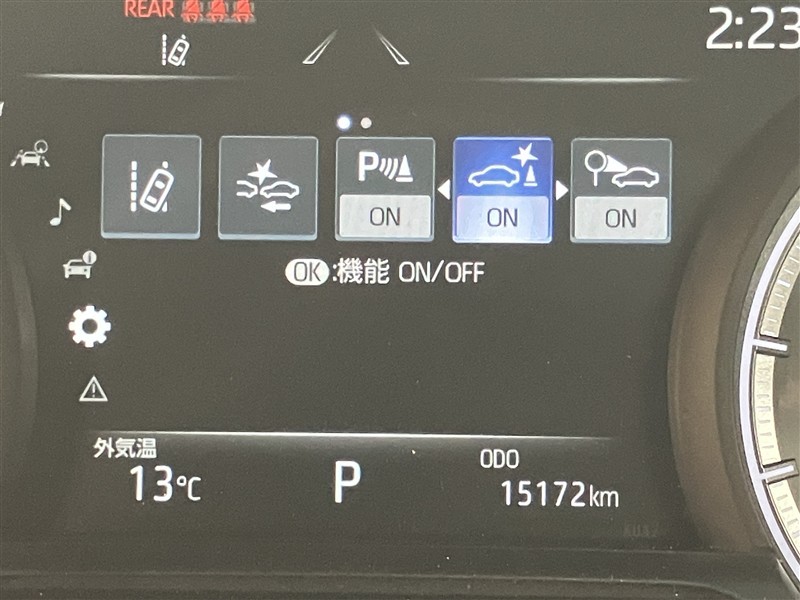 REAR
2:23
P
ON
ON
ON
OK:機能 ON/OFF
外気温
13℃
P
ODO
15172km